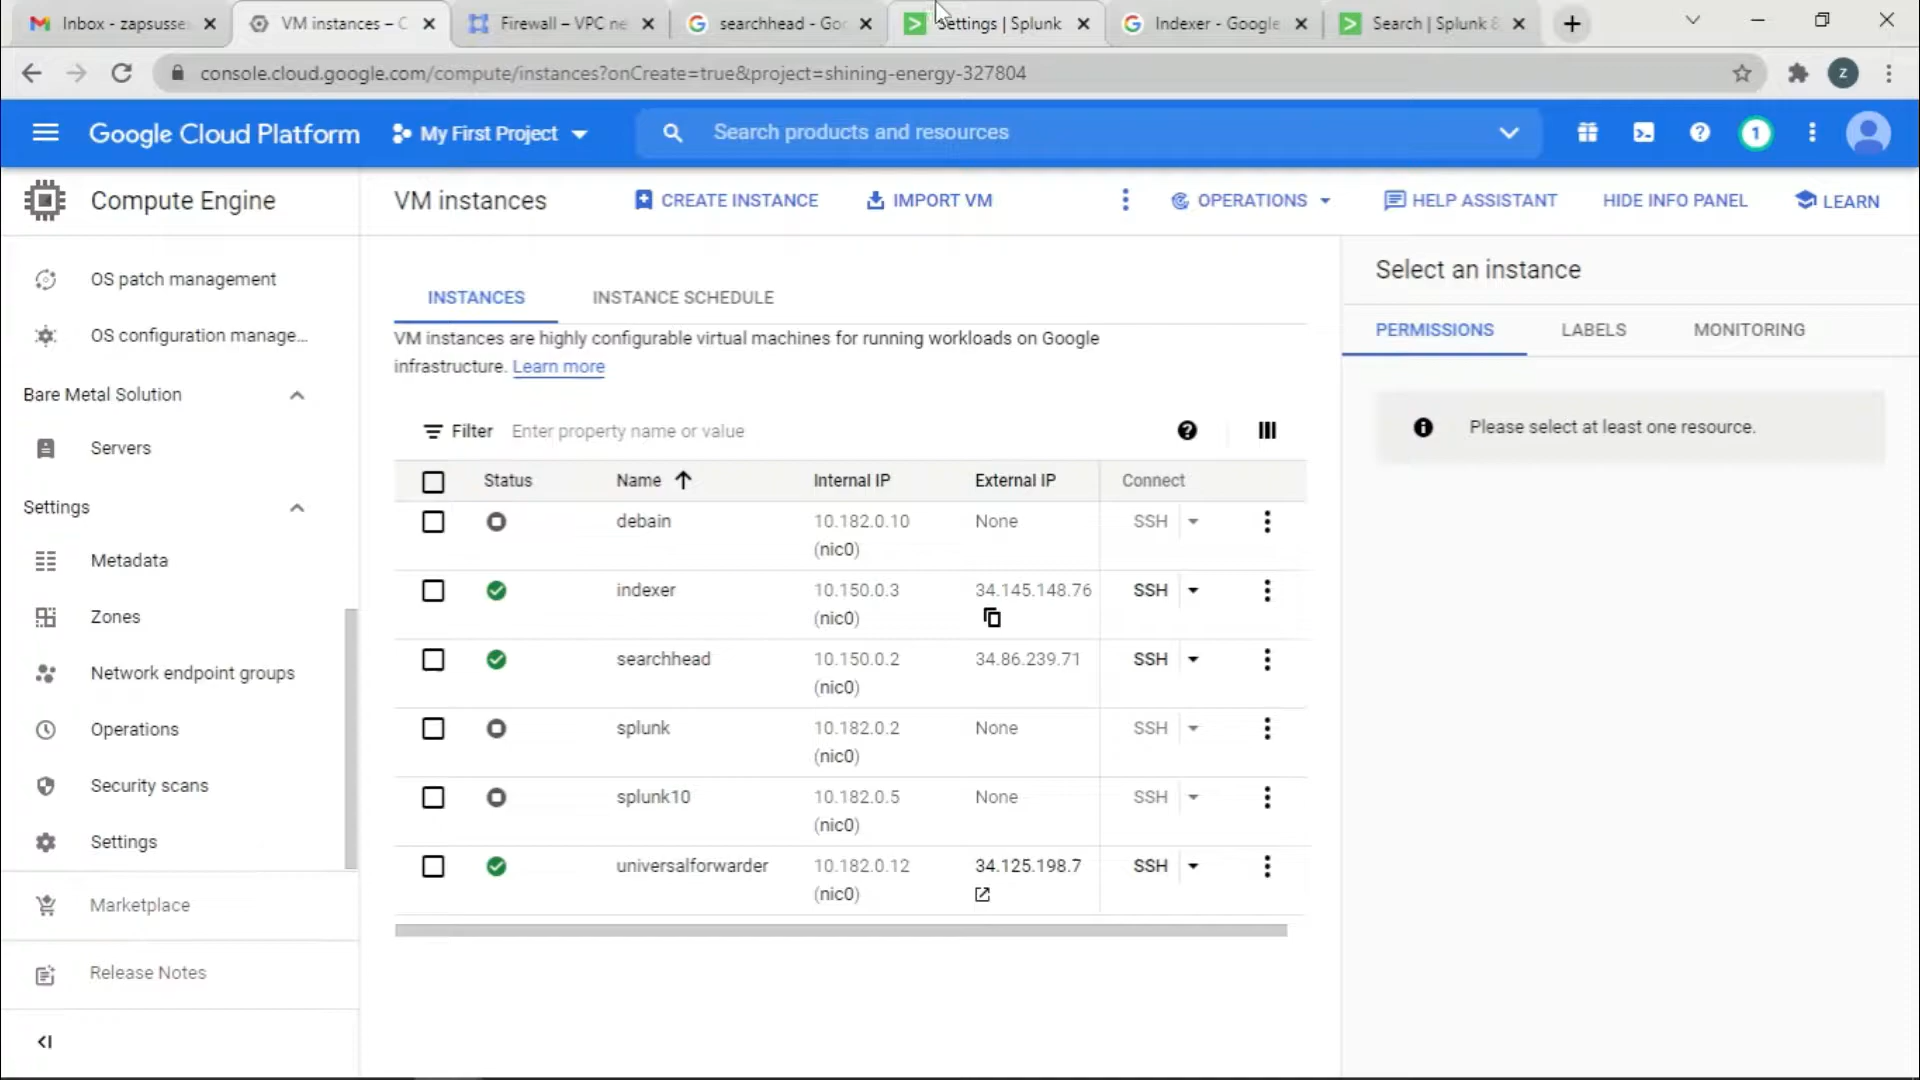 Inbox - zapsusse
VM instances – C
Firewall – VPC ne
searchhead - Go
Settings | Splunk
Indexer - Google
Search | Splunk 8
console.cloud.google.com/compute/instances?onCreate=true&project=shining-energy-327804
z
Google Cloud Platform
My First Project
Search products and resources
1
Compute Engine
VM instances
CREATE INSTANCE
IMPORT VM
OPERATIONS
HELP ASSISTANT
HIDE INFO PANEL
LEARN
OS patch management
OS configuration manage...
Bare Metal Solution
Servers
Settings
Metadata
Zones
Network endpoint groups
Operations
Security scans
Settings
Marketplace
Release Notes
INSTANCES
INSTANCE SCHEDULE
VM instances are highly configurable virtual machines for running workloads on Google
infrastructure. Learn more
Filter Enter property name or value
Status Name Internal IP External IP Connect
debain 10.182.0.10 None SSH
(nic0)
indexer 10.150.0.3 34.145.148.76 SSH
(nic0)
searchhead 10.150.0.2 34.86.239.71 SSH
(nic0)
splunk 10.182.0.2 None SSH
(nic0)
splunk10 10.182.0.5 None SSH
(nic0)
universalforwarder 10.182.0.12 34.125.198.7 SSH
(nic0)
Select an instance
PERMISSIONS
LABELS
MONITORING
Please select at least one resource.